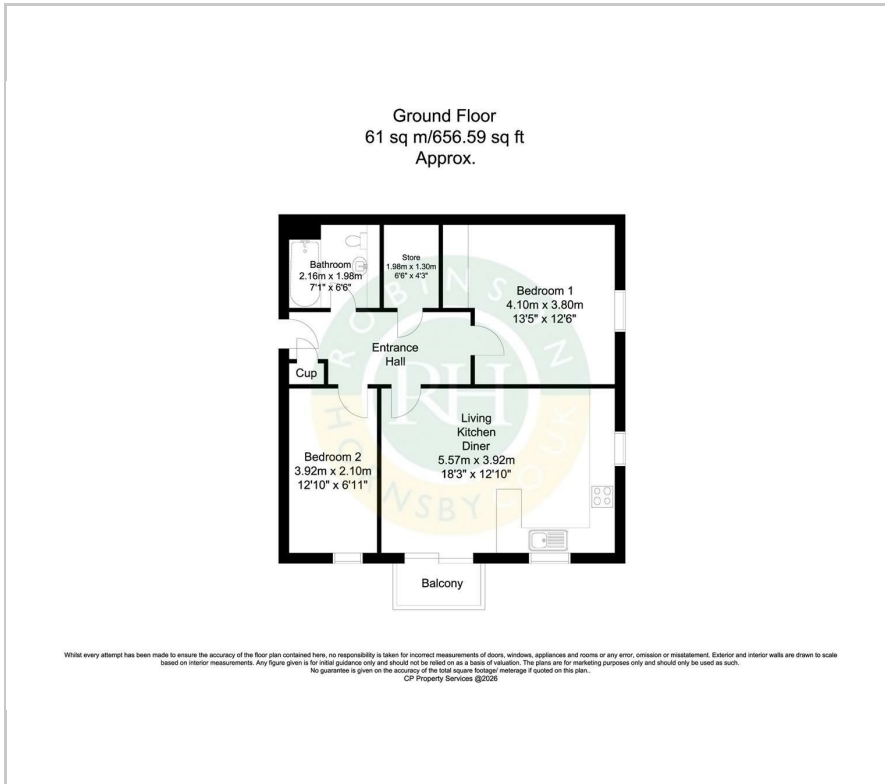 Ground Floor
61 sq m/656.59 sq ft
Approx.
Bathroom
2.16m x 1.98m
7'1" x 6'6"
Store
1.98m x 1.30m
6'6" x 4'3"
Bedroom 1
4.10m x 3.80m
13'5" x 12'6"
Entrance
Hall
Cup
Bedroom 2
3.92m x 2.10m
12'10" x 6'11"
Living
Kitchen
Diner
5.57m x 3.92m
18'3" x 12'10"
Balcony
RH
Whilst every attempt has been made to ensure the accuracy of the floor plan contained here, no responsibility is taken for incorrect measurements of doors, windows, appliances and rooms or any error, omission or misstatement. Exterior and interior walls are drawn to scale
based on interior measurements. Any figure given is for initial guidance only and should not be relied on as a basis of valuation. The plans are for marketing purposes only and should only be used as such.
No guarantee is given on the accuracy of the total square footage/ meterage if quoted on this plan..
CP Property Services @2026